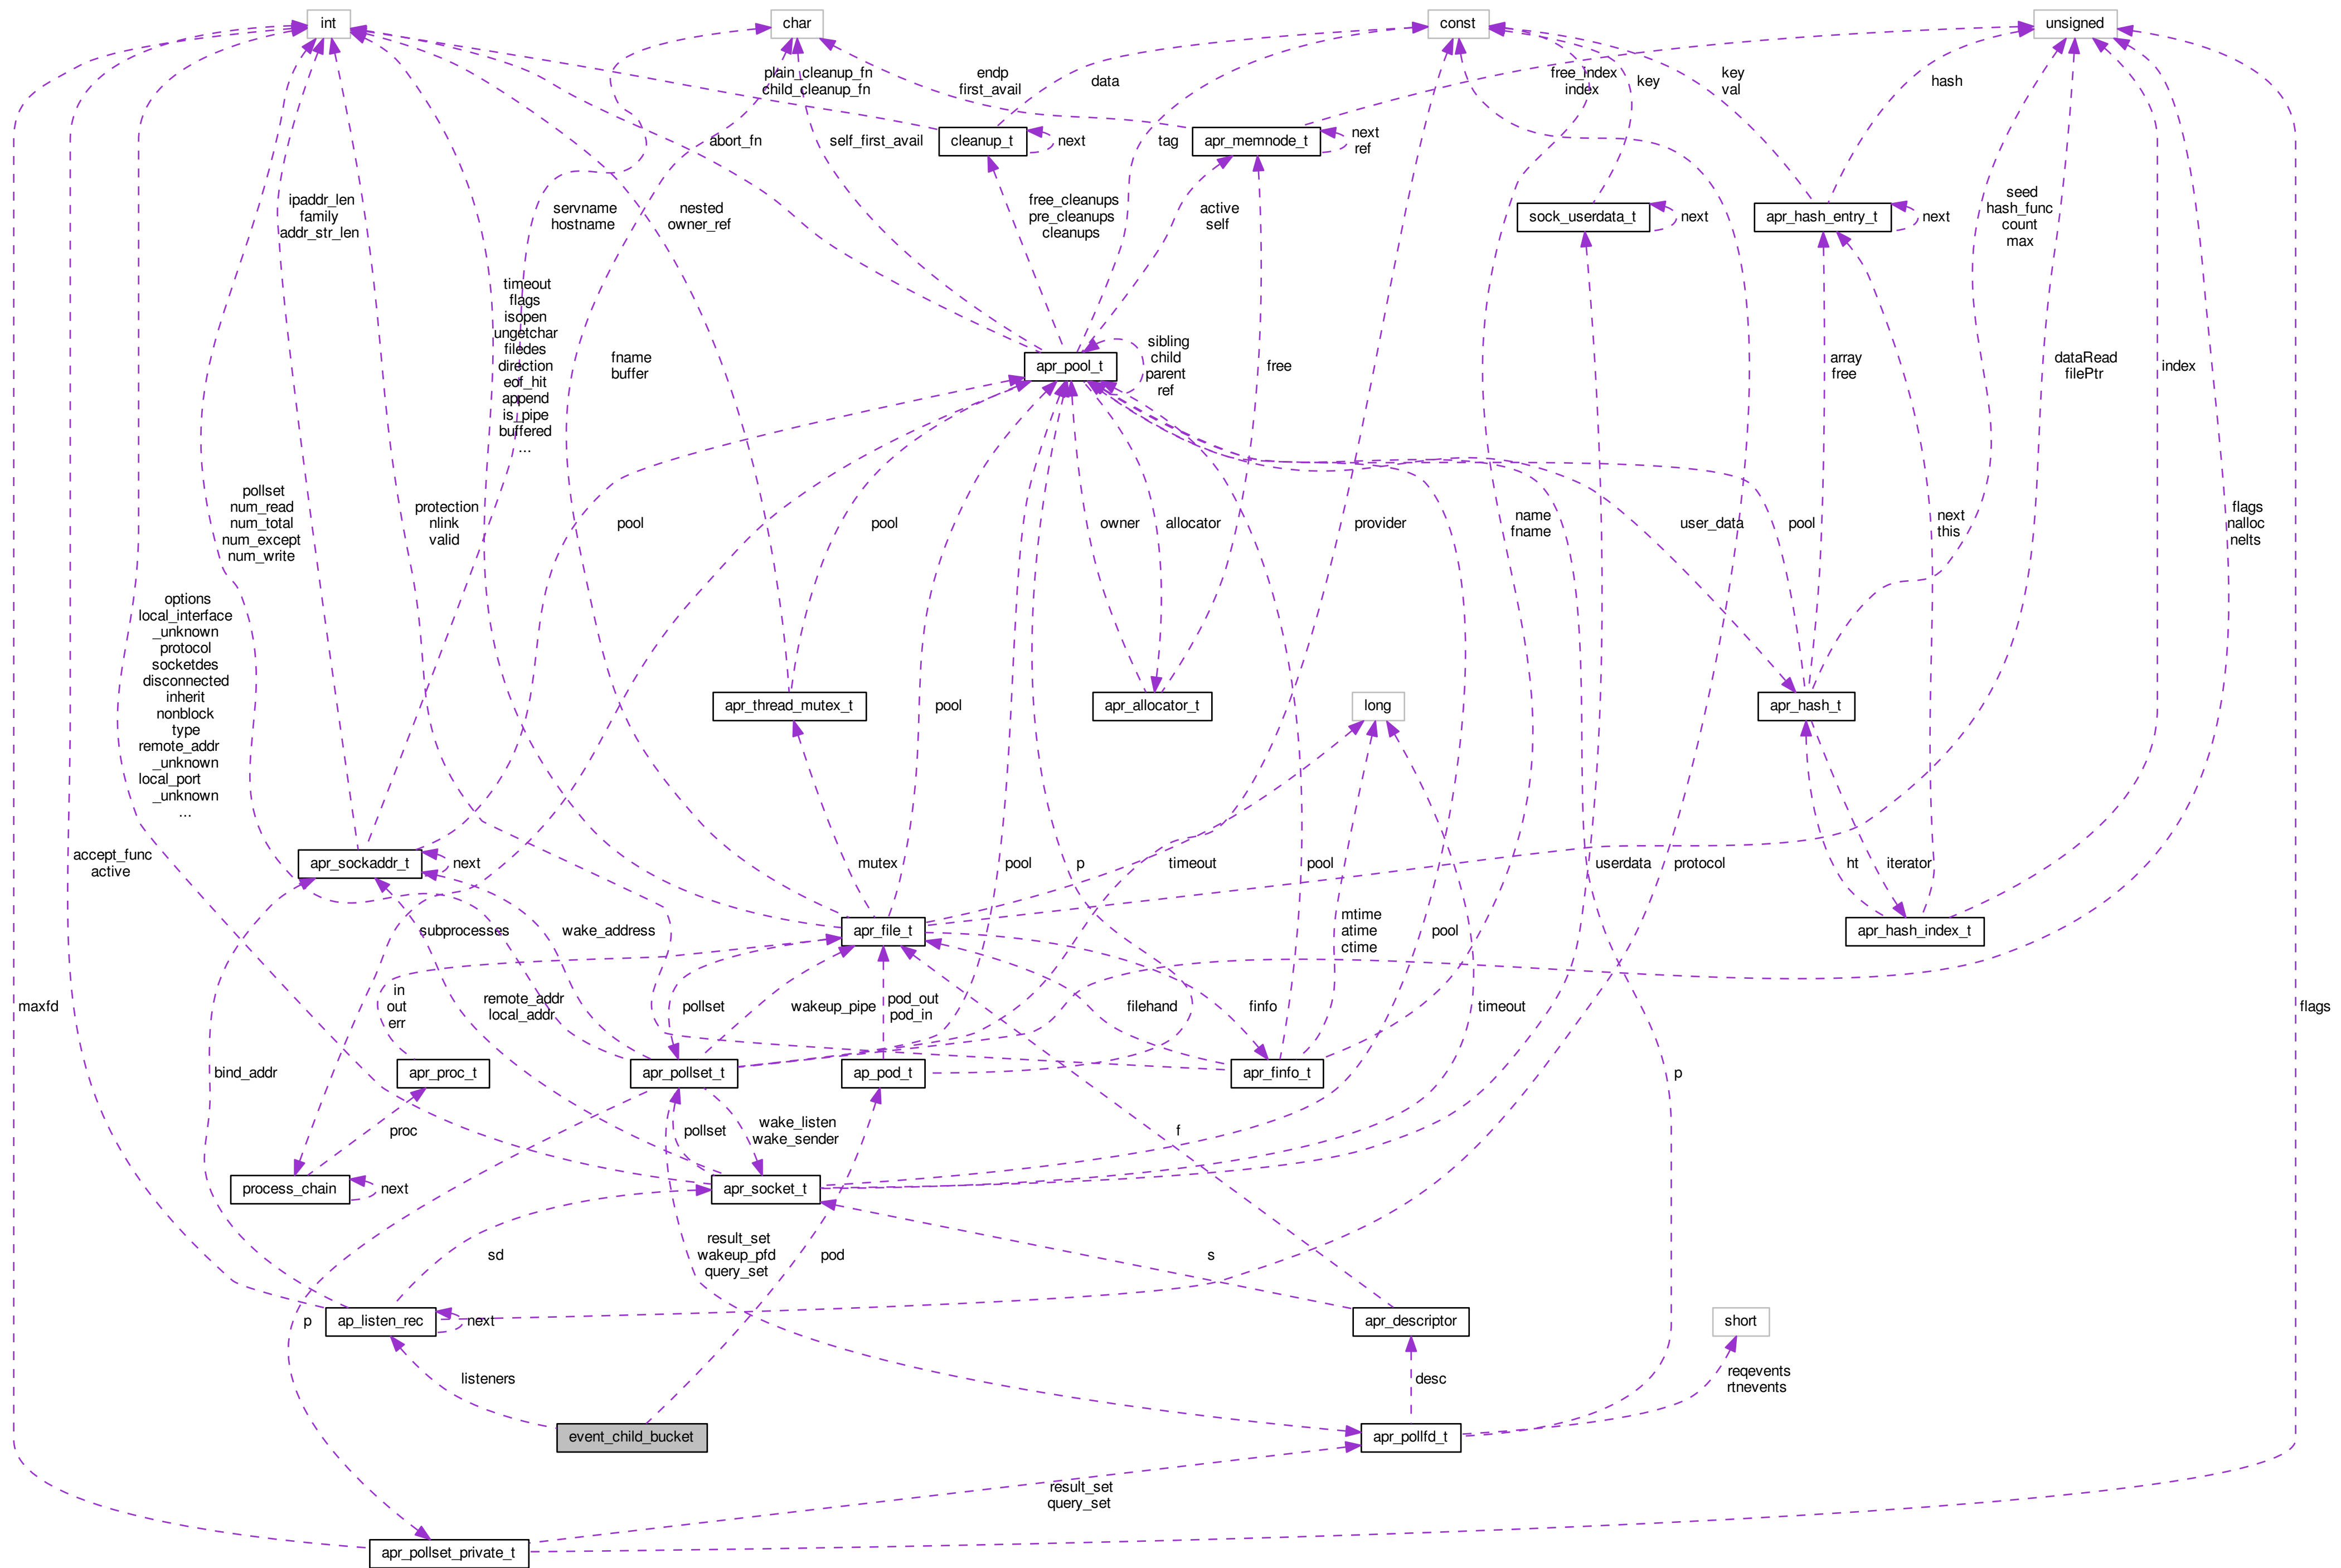 int
char
const
unsigned
plain_cleanup_fn
child_cleanup_fn
endp
first_avail
data
free_index
index
key
key
val
hash
abort_fn
self_first_avail
cleanup_t
next
tag
apr_memnode_t
next
ref
ipaddr_len
family
addr_str_len
servname
hostname
nested
owner_ref
free_cleanups
pre_cleanups
cleanups
active
self
sock_userdata_t
next
apr_hash_entry_t
next
seed
hash_func
count
max
timeout
flags
isopen
ungetchar
filedes
direction
eof_hit
append
is_pipe
buffered
...
fname
buffer
apr_pool_t
sibling
child
parent
ref
free
array
free
dataRead
filePtr
index
pollset
num_read
num_total
num_except
num_write
protection
nlink
valid
pool
pool
owner
allocator
provider
name
fname
user_data
pool
next
this
flags
nalloc
nelts
options
local_interface
_unknown
protocol
socketdes
disconnected
inherit
nonblock
type
remote_addr
_unknown
local_port
_unknown
...
apr_thread_mutex_t
pool
apr_allocator_t
long
apr_hash_t
accept_func
active
apr_sockaddr_t
next
mutex
pool
p
timeout
pool
userdata
protocol
ht
iterator
subprocesses
wake_address
apr_file_t
mtime
atime
ctime
pool
apr_hash_index_t
maxfd
in
out
err
remote_addr
local_addr
pollset
wakeup_pipe
pod_out
pod_in
filehand
finfo
timeout
flags
bind_addr
apr_proc_t
apr_pollset_t
ap_pod_t
apr_finfo_t
p
proc
pollset
wake_listen
wake_sender
f
process_chain
next
apr_socket_t
sd
result_set
wakeup_pfd
query_set
pod
s
p
ap_listen_rec
next
apr_descriptor
short
listeners
desc
reqevents
rtnevents
event_child_bucket
apr_pollfd_t
result_set
query_set
apr_pollset_private_t